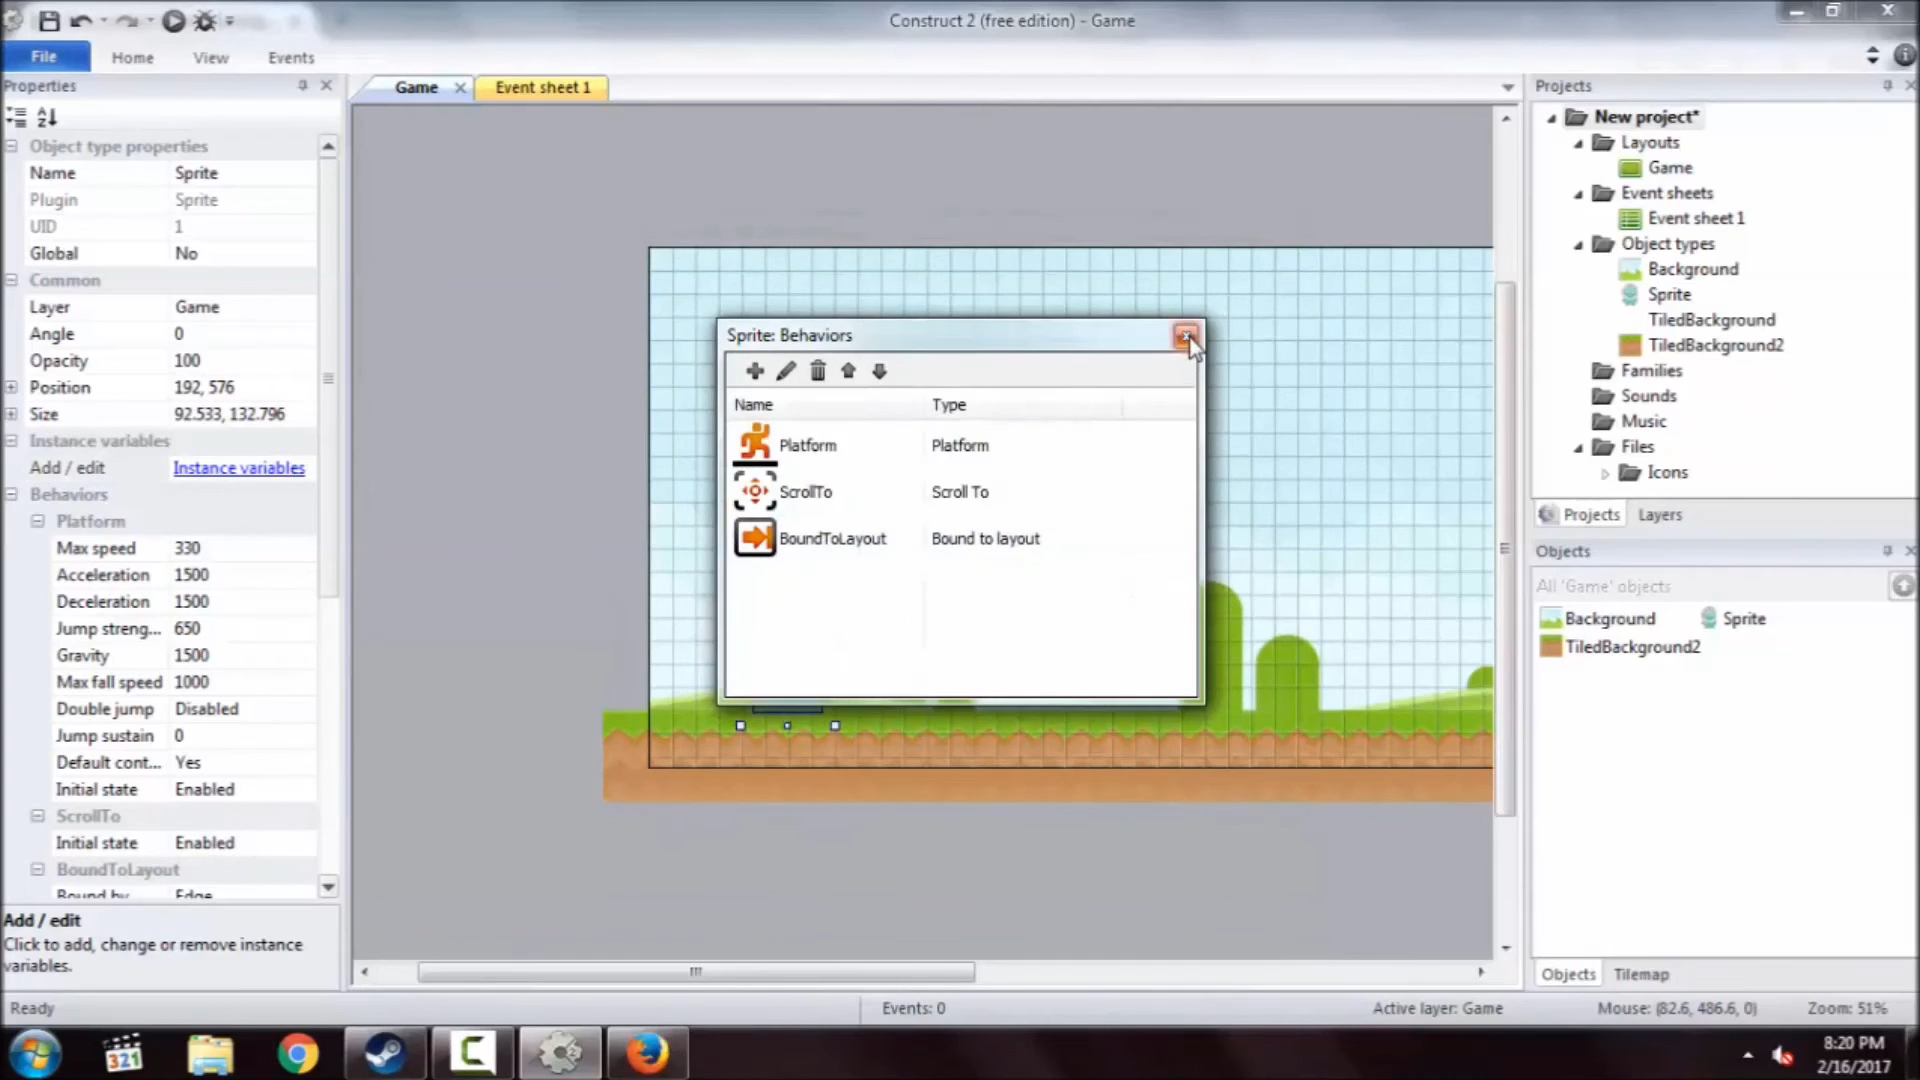 Construct 2 (free edition) - Game
File
Home
View
Events
Properties
Game
Event sheet 1
Projects
Object type properties
Name Sprite
Plugin Sprite
UID 1
Global No
Common
Layer Game
Angle 0
Opacity 100
Position 192, 576
Size 92.533, 132.796
Instance variables
Add / edit Instance variables
Behaviors
Platform
Max speed 330
Acceleration 1500
Deceleration 1500
Jump streng... 650
Gravity 1500
Max fall speed 1000
Double jump Disabled
Jump sustain 0
Default cont... Yes
Initial state Enabled
ScrollTo
Initial state Enabled
BoundToLayout
Bound by Edge
Add / edit
Click to add, change or remove instance
variables.
Sprite: Behaviors
Name Type
Platform Platform
ScrollTo Scroll To
BoundToLayout Bound to layout
New project*
Layouts
Game
Event sheets
Event sheet 1
Object types
Background
Sprite
TiledBackground
TiledBackground2
Families
Sounds
Music
Files
Icons
Projects Layers
Objects
All 'Game' objects
Background Sprite
TiledBackground2
Objects Tilemap
Ready
Events: 0
Active layer: Game
Mouse: (82.6, 486.6, 0)
Zoom: 51%
321
8:20 PM
2/16/2017